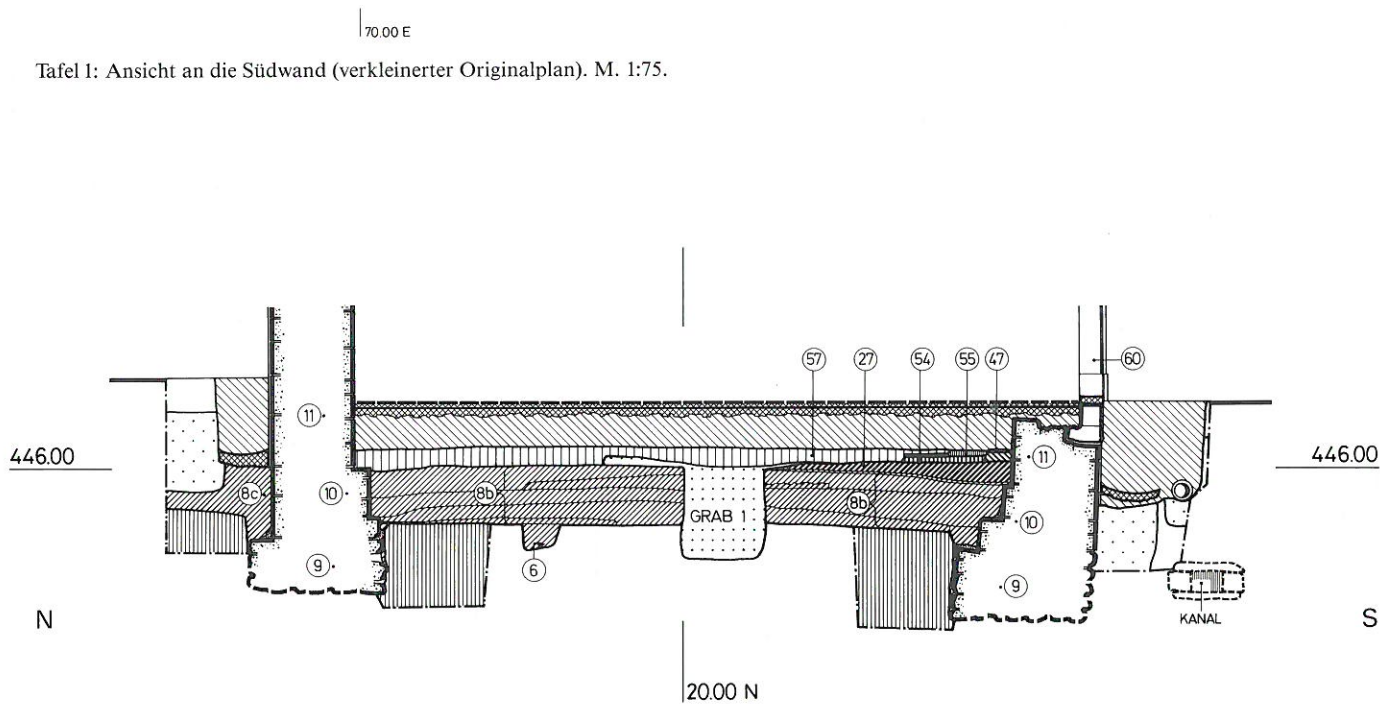 70.00 E
Tafel 1: Ansicht an die Südwand (verkleinerter Originalplan). M. 1:75.
57 27 54 55 47 60
11
446.00 11 446.00
8c 10 8b GRAB 1 8b 10
9 6 9
KANAL
N S
20.00 N